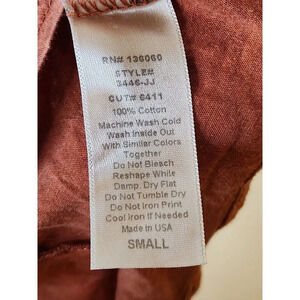 RN# 136060
STYLE#
3446-JJ
CUT# 6411
100% Cotton
Machine Wash Cold
Wash Inside Out
With Similar Colors
Together
Do Not Bleach
Reshape While
Damp, Dry Flat
Do Not Tumble Dry
Do Not Iron Print
Cool Iron If Needed
Made in USA
SMALL